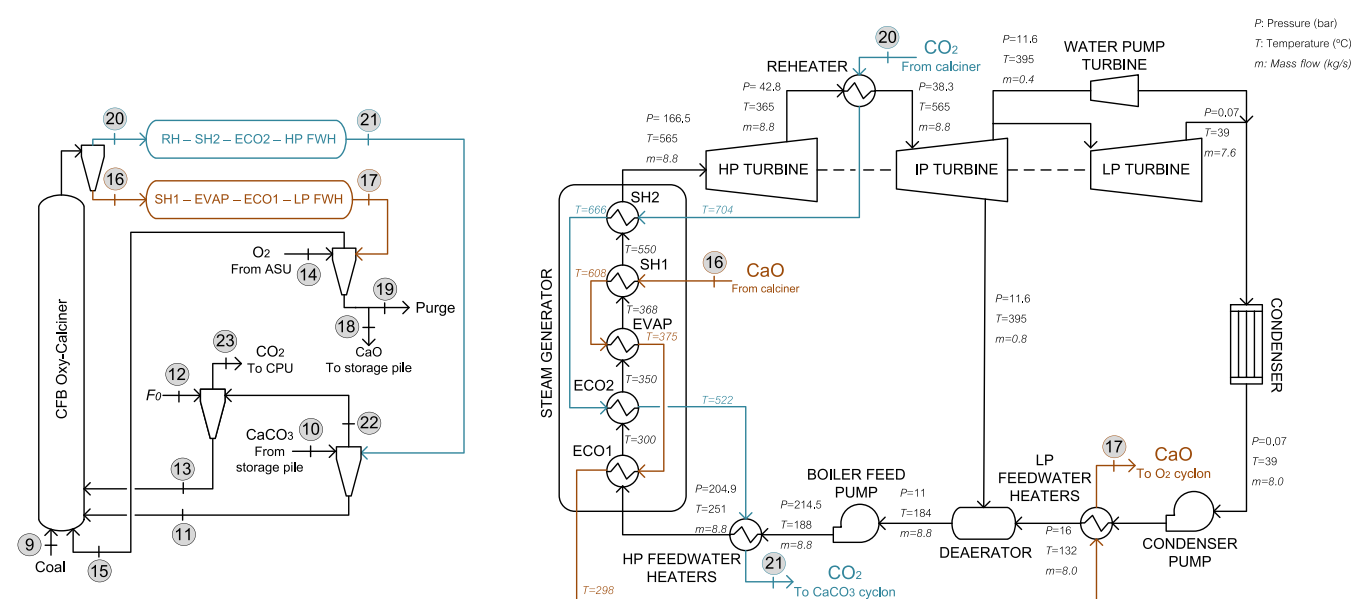 20
RH – SH2 – ECO2 – HP FWH
21
16
SH1 – EVAP – ECO1 – LP FWH
17
CFB Oxy-Calciner
O2
From ASU
14
19
Purge
18
CaO
To storage pile
23
CO2
To CPU
12
F0
22
10
CaCO3
From
storage pile
13
11
9
Coal
15
P: Pressure (bar)
T: Temperature (ºC)
m: Mass flow (kg/s)
20
CO2
From calciner
REHEATER
P=11.6
T=395
m=0.4
WATER PUMP
TURBINE
P= 42.8
T=365
m=8.8
P=38.3
T=565
m=8.8
P=0.07
T=39
m=7.6
P= 166.5
T=565
m=8.8
HP TURBINE
IP TURBINE
LP TURBINE
STEAM GENERATOR
SH2
T=666
T=704
T=550
SH1
T=608
16
CaO
From calciner
T=368
EVAP
T=375
T=350
ECO2
T=522
T=300
ECO1
T=298
P=11.6
T=395
m=0.8
CONDENSER
P=0.07
T=39
m=8.0
17
CaO
To O2 cyclon
LP
FEEDWATER
HEATERS
P=16
T=132
m=8.0
CONDENSER
PUMP
DEAERATOR
BOILER FEED
PUMP
P=11
T=184
m=8.8
P=214.5
T=188
m=8.8
P=204.9
T=251
m=8.8
HP FEEDWATER
HEATERS
21
CO2
To CaCO3 cyclon